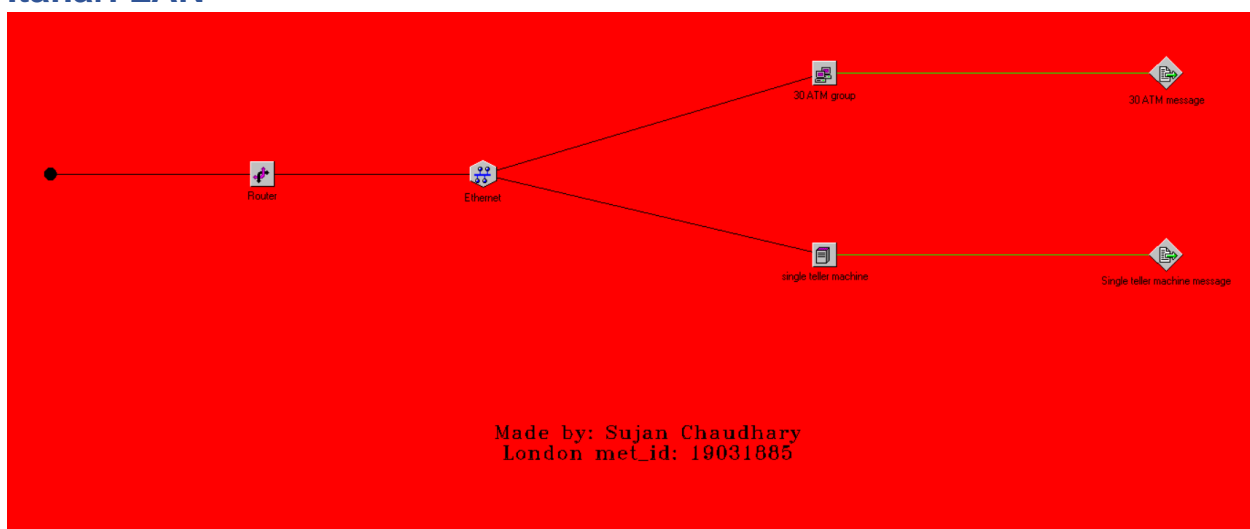 30 ATM group
30 ATM message
Router
Ethernet
single teller machine
Single teller machine message
Made by: Sujan Chaudhary
London met_id: 19031885